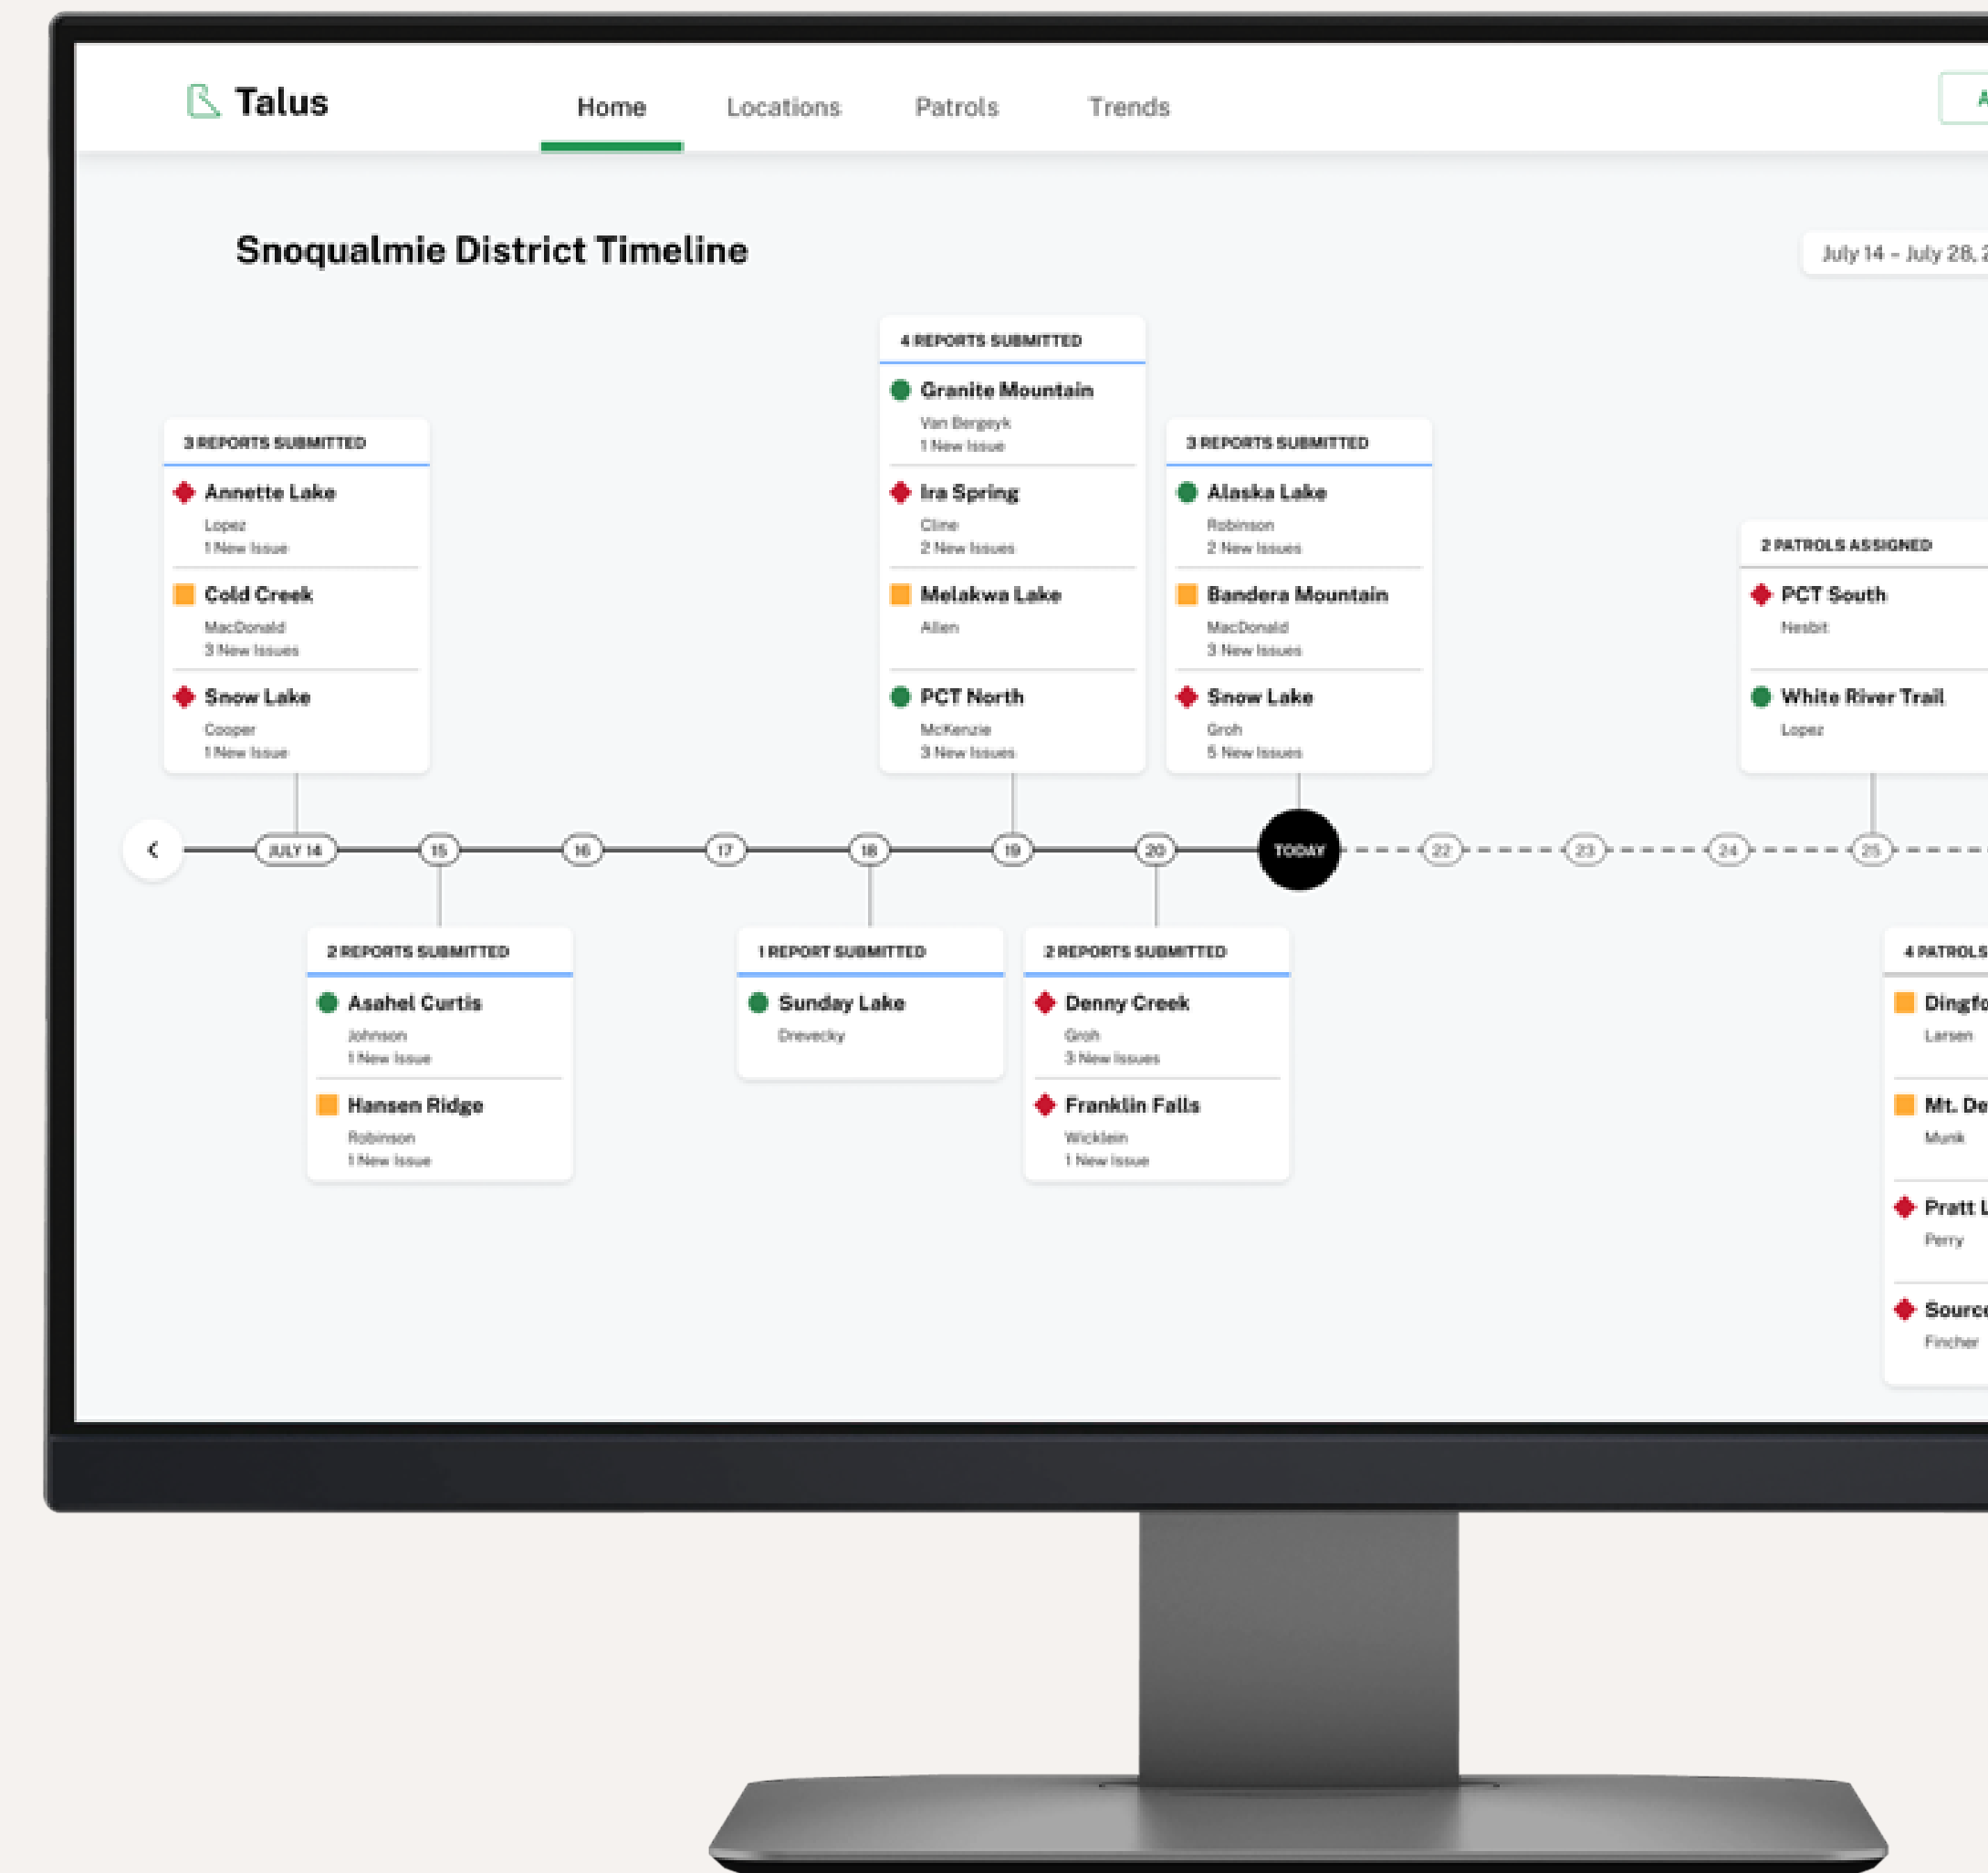 Talus
Home
Locations
Patrols
Trends
Snoqualmie District Timeline
July 14 – July 28, 2
3 REPORTS SUBMITTED
Annette Lake
Lopez
1 New Issue
Cold Creek
MacDonald
3 New Issues
Snow Lake
Cooper
1 New Issue
4 REPORTS SUBMITTED
Granite Mountain
Van Bergeyk
1 New Issue
Ira Spring
Cline
2 New Issues
Melakwa Lake
Allen
PCT North
McKenzie
3 New Issues
3 REPORTS SUBMITTED
Alaska Lake
Robinson
2 New Issues
Bandera Mountain
MacDonald
3 New Issues
Snow Lake
Groh
5 New Issues
2 PATROLS ASSIGNED
PCT South
Nesbit
White River Trail
Lopez
JULY 14
15
16
17
18
19
20
TODAY
22
23
24
25
2 REPORTS SUBMITTED
Asahel Curtis
Johnson
1 New Issue
Hansen Ridge
Robinson
1 New Issue
1 REPORT SUBMITTED
Sunday Lake
Drevecky
2 REPORTS SUBMITTED
Denny Creek
Groh
3 New Issues
Franklin Falls
Wicklein
1 New Issue
4 PATROLS
Dingfo
Larsen
Mt. De
Munk
Pratt L
Perry
Source
Fincher